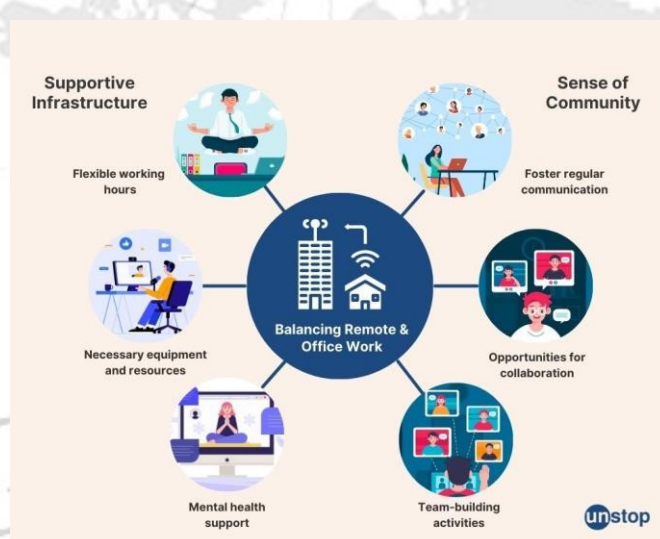 Supportive
Infrastructure
Sense of
Community
Flexible working
hours
Foster regular
communication
Balancing Remote &
Office Work
Necessary equipment
and resources
Opportunities for
collaboration
Mental health
support
Team-building
activities
unstop